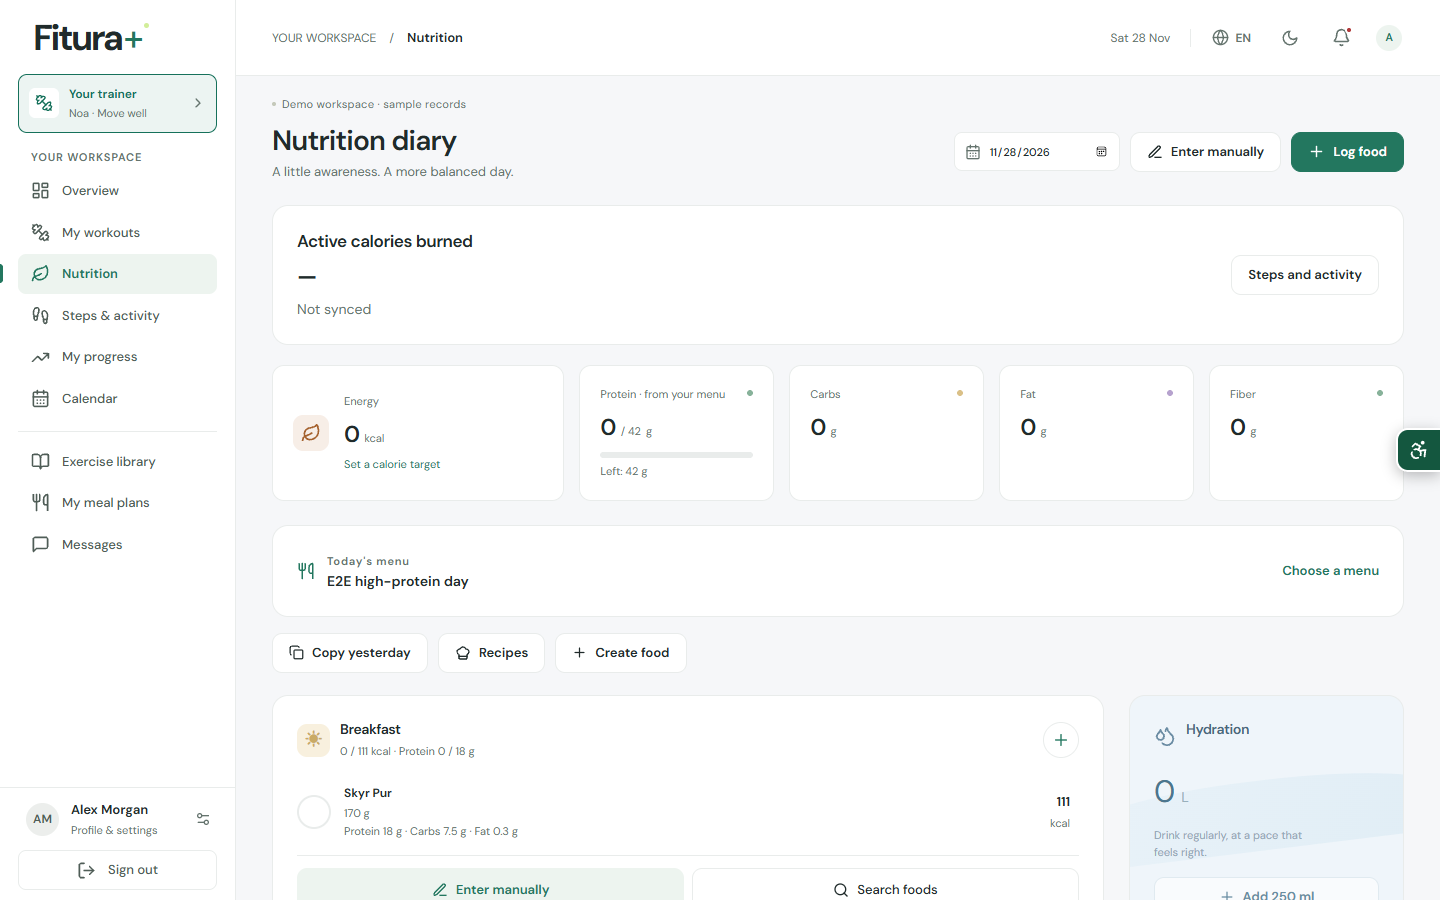 Fitura+
Your trainer
Noa · Move well
YOUR WORKSPACE
Overview
My workouts
Nutrition
Steps & activity
My progress
Calendar
Exercise library
My meal plans
Messages
AM
Alex Morgan
Profile & settings
Sign out
YOUR WORKSPACE / Nutrition
Sat 28 Nov
EN
A
Demo workspace · sample records
Nutrition diary
A little awareness. A more balanced day.
11/28/2026
Enter manually
Log food
Active calories burned
—
Not synced
Steps and activity
Energy
0 kcal
Set a calorie target
Protein · from your menu
0 / 42 g
Left: 42 g
Carbs
0 g
Fat
0 g
Fiber
0 g
Today's menu
E2E high-protein day
Choose a menu
Copy yesterday
Recipes
Create food
Breakfast
0 / 111 kcal · Protein 0 / 18 g
Skyr Pur
170 g
Protein 18 g · Carbs 7.5 g · Fat 0.3 g
111
kcal
Enter manually
Search foods
Hydration
0 L
Drink regularly, at a pace that
feels right.
Add 250 ml